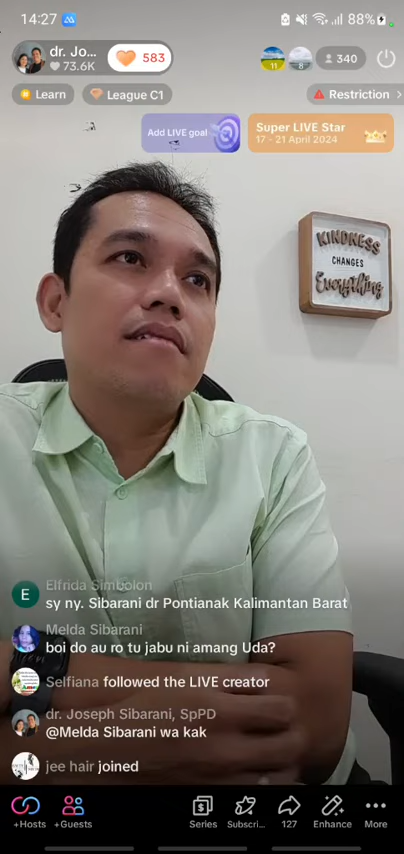 14:27
88%
dr. Jo...
73.6K
583
11
8
340
Learn
League C1
Restriction
Add LIVE goal
Super LIVE Star
17 - 21 April 2024
KINDNESS
CHANGES
Everything
Elfrida Simbolon
E
sy ny. Sibarani dr Pontianak Kalimantan Barat
Melda Sibarani
boi do au ro tu jabu ni amang Uda?
Selfiana followed the LIVE creator
dr. Joseph Sibarani, SpPD
@Melda Sibarani wa kak
jee hair joined
+Hosts
+Guests
Series
Subscri...
127
Enhance
More